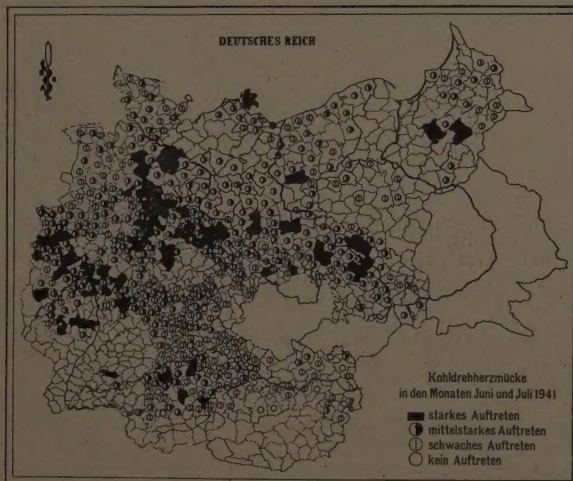 DEUTSCHES REICH
Kohldrehherzmücke
in den Monaten Juni und Juli 1941
starkes Auftreten
mittelstarkes Auftreten
schwaches Auftreten
kein Auftreten